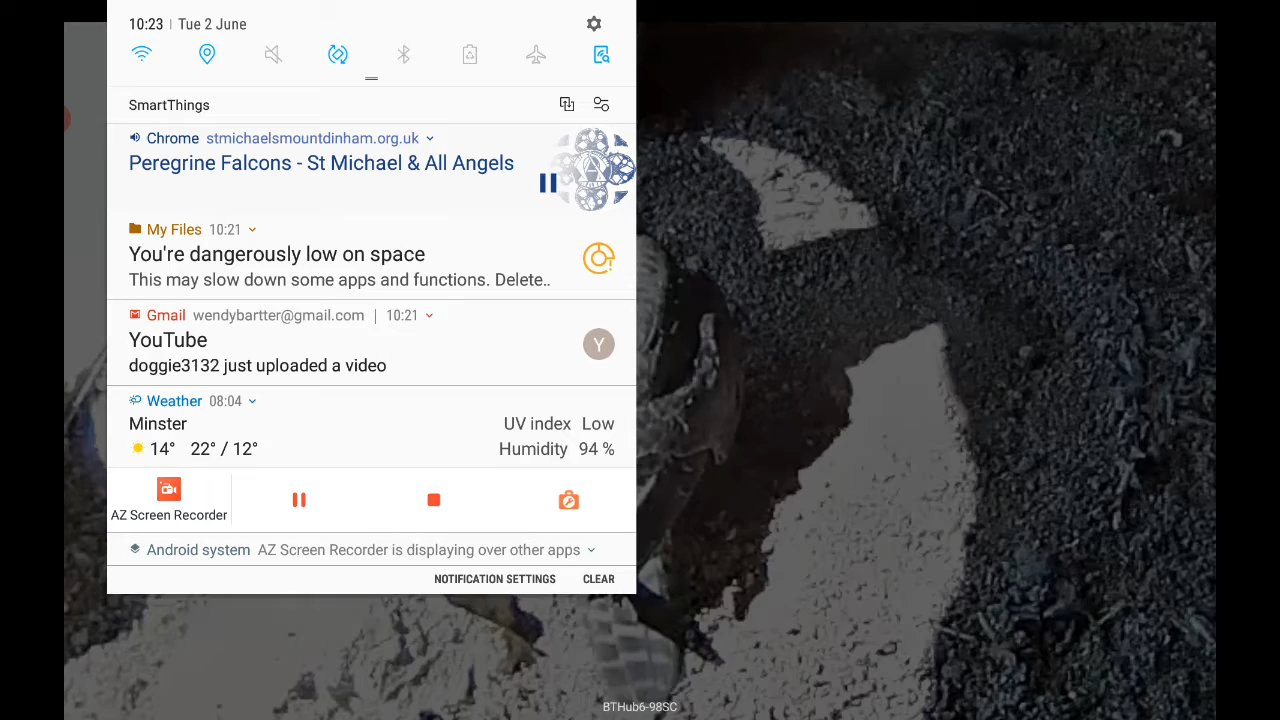 10:23 | Tue 2 June
SmartThings
Chrome stmichaelsmountdinham.org.uk
Peregrine Falcons - St Michael & All Angels
My Files 10:21
You're dangerously low on space
This may slow down some apps and functions. Delete..
Gmail wendybartter@gmail.com | 10:21
YouTube
Y
doggie3132 just uploaded a video
Weather 08:04
Minster UV index Low
14° 22° / 12° Humidity 94 %
AZ Screen Recorder
Android system AZ Screen Recorder is displaying over other apps
NOTIFICATION SETTINGS CLEAR
BTHub6-98SC